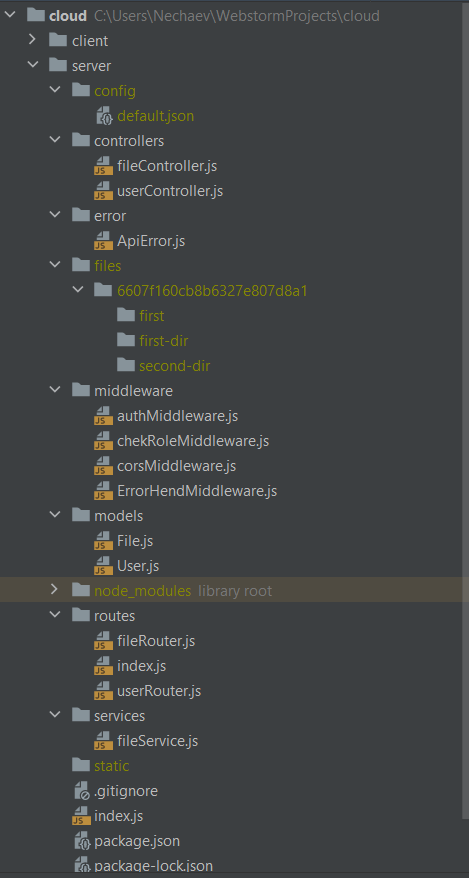 cloud C:\Users\Nechaev\WebstormProjects\cloud
client
server
config
default.json
controllers
fileController.js
userController.js
error
ApiError.js
files
6607f160cb8b6327e807d8a1
first
first-dir
second-dir
middleware
authMiddleware.js
chekRoleMiddleware.js
corsMiddleware.js
ErrorHendMiddleware.js
models
File.js
User.js
node_modules library root
routes
fileRouter.js
index.js
userRouter.js
services
fileService.js
static
.gitignore
index.js
package.json
package-lock.json